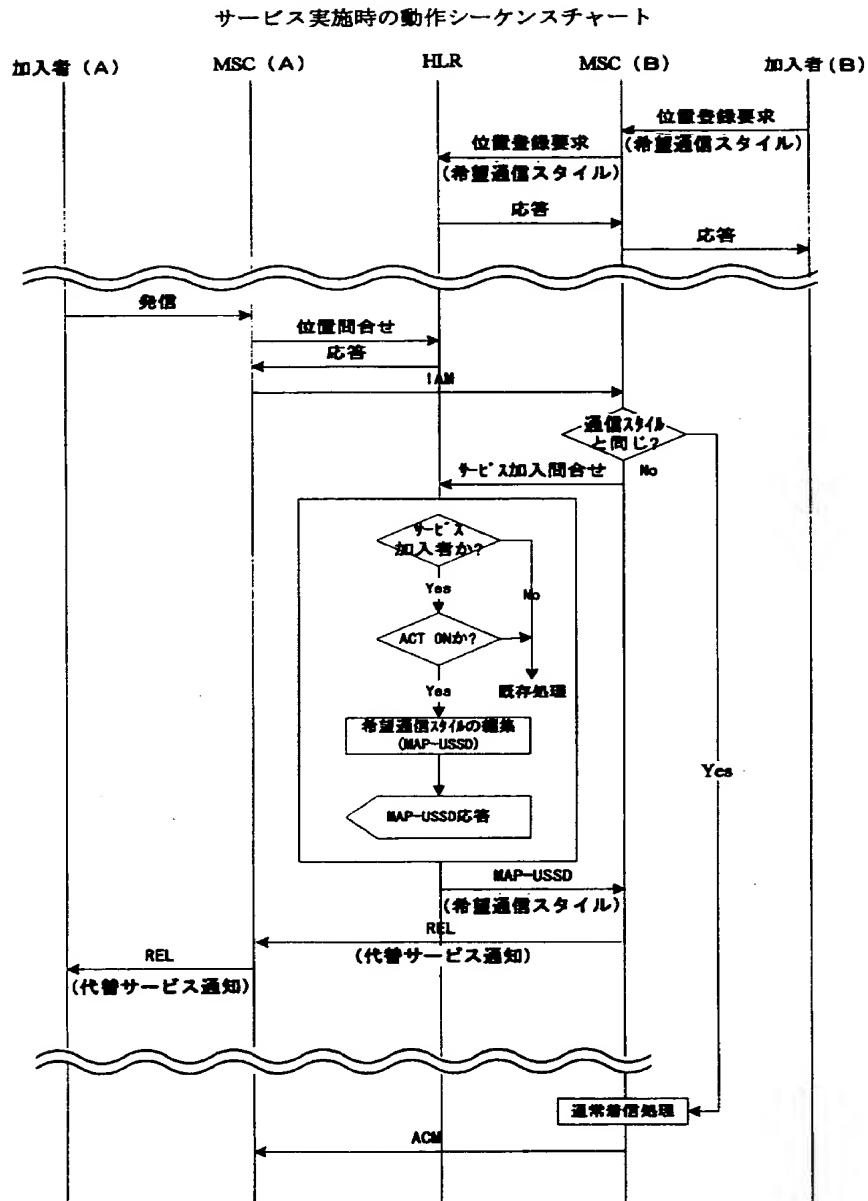 サービス実施時の動作シーケンスチャート
加入者（A）
MSC（A）
HLR
MSC（B）
加入者（B）
位置登録要求
(希望通信スタイル)
位置登録要求
(希望通信スタイル)
応答
応答
発信
位置問合せ
応答
IAM
通信スタイル
と同じ?
サービス加入問合せ
No
サービス
加入者か?
Yes
No
ACT ONか?
Yes
既存処理
希望通信スタイルの編集
(MAP-USSD)
Yes
MAP-USSD応答
MAP-USSD
(希望通信スタイル)
REL
(代替サービス通知)
REL
(代替サービス通知)
通常着信処理
ACM